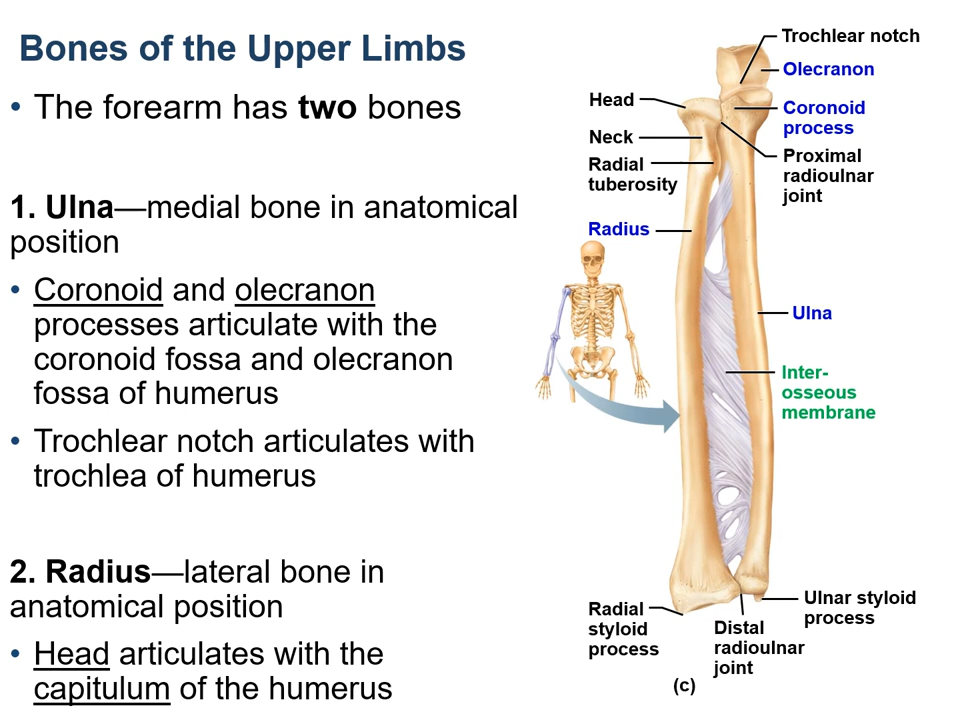 Bones of the Upper Limbs
• The forearm has two bones
1. Ulna—medial bone in anatomical
position
• Coronoid and olecranon
processes articulate with the
coronoid fossa and olecranon
fossa of humerus
• Trochlear notch articulates with
trochlea of humerus
2. Radius—lateral bone in
anatomical position
• Head articulates with the
capitulum of the humerus
Head
Neck
Radial
tuberosity
Radius
Trochlear notch
Olecranon
Coronoid
process
Proximal
radioulnar
joint
Ulna
Inter-
osseous
membrane
Radial
styloid
process
Distal
radioulnar
joint
Ulnar styloid
process
(c)